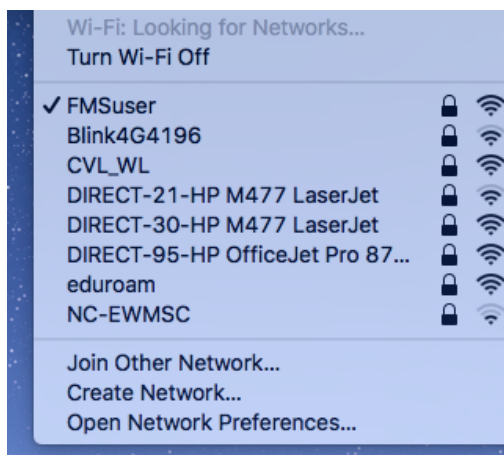 Wi-Fi: Looking for Networks...
Turn Wi-Fi Off
✓ FMSuser
Blink4G4196
CVL_WL
DIRECT-21-HP M477 LaserJet
DIRECT-30-HP M477 LaserJet
DIRECT-95-HP OfficeJet Pro 87...
eduroam
NC-EWMSC
Join Other Network...
Create Network...
Open Network Preferences...